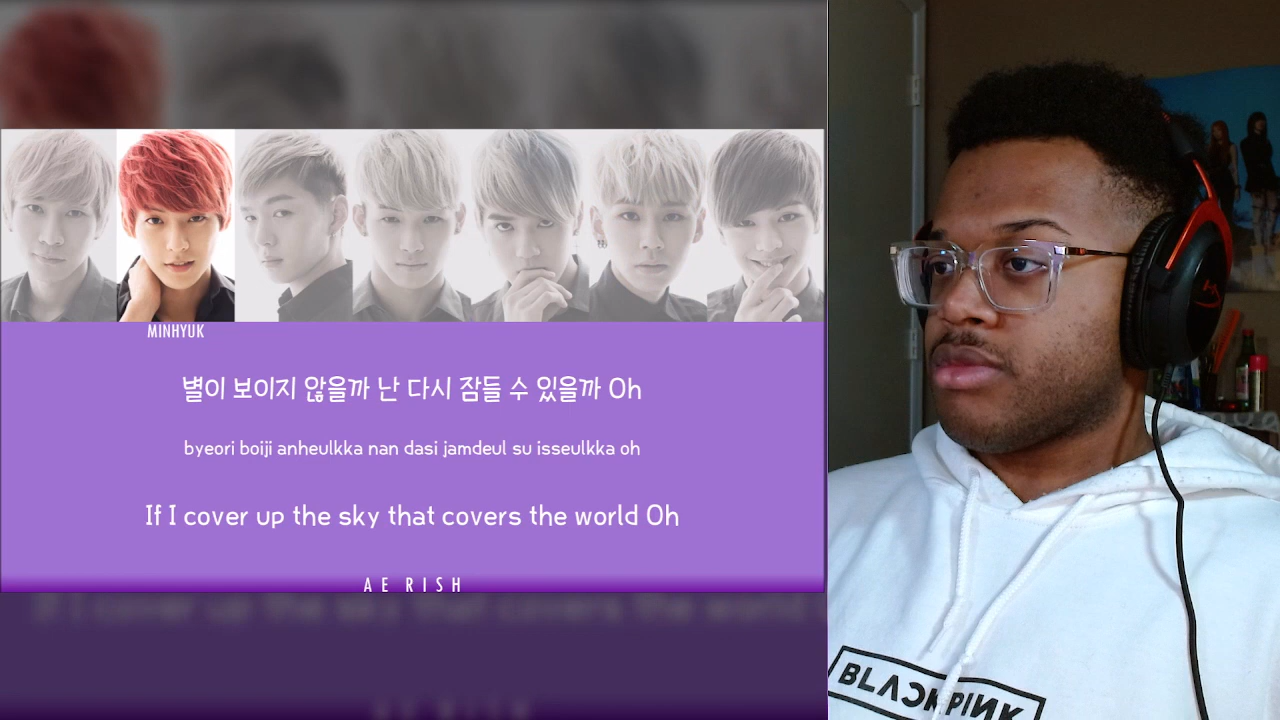 MINHYUK
별이 보이지 않을까 난 다시 잠들 수 있을까 Oh
byeori boiji anheulkka nan dasi jamdeul su isseulkka oh
If I cover up the sky that covers the world Oh
AE RISH
BLACKPINK